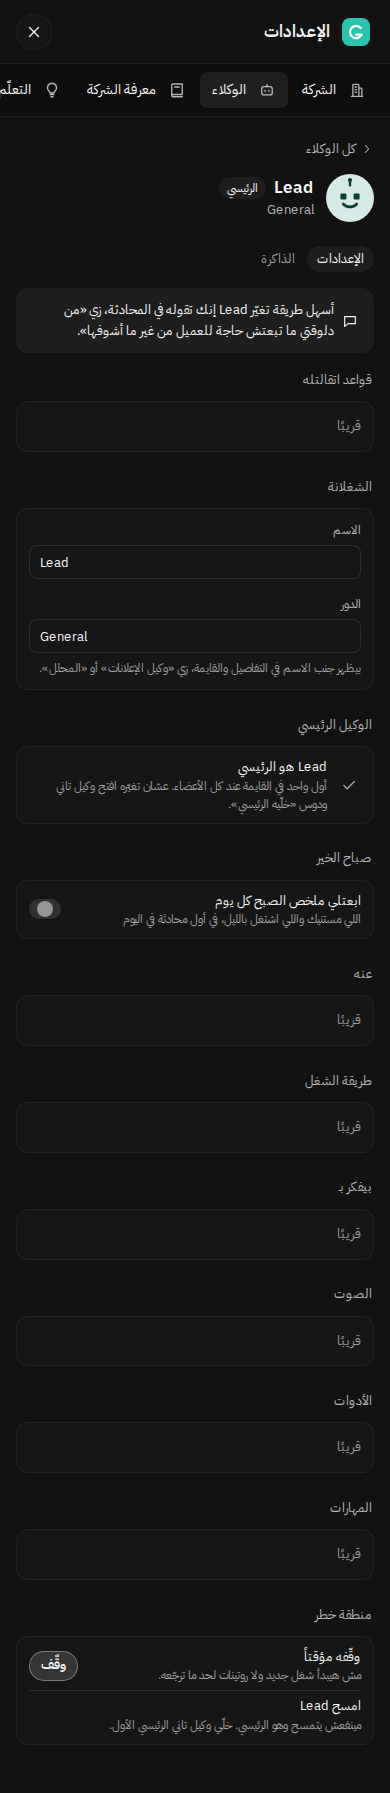 الإعدادات
الشركة
الوكلاء
معرفة الشركة
التعلّم
كل الوكلاء
Lead الرئيسي
General
الإعدادات
الذاكرة
أسهل طريقة تغيّر Lead إنك تقوله في المحادثة، زي «من
دلوقتي ما تبعتش حاجة للعميل من غير ما أشوفها».
قواعد اتقالتله
قريبًا
الشغلانة
الاسم
Lead
الدور
General
بيظهر جنب الاسم في التفاصيل والقايمة، زي «وكيل الإعلانات» أو «المحلل».
الوكيل الرئيسي
Lead هو الرئيسي
أول واحد في القايمة عند كل الأعضاء. عشان تغيّره افتح وكيل تاني
ودوس «خلّيه الرئيسي».
صباح الخير
ابعتلي ملخص الصبح كل يوم
اللي مستنيك واللي اشتغل بالليل، في أول محادثة في اليوم
عنه
قريبًا
طريقة الشغل
قريبًا
بيفكر بـ
قريبًا
الصوت
قريبًا
الأدوات
قريبًا
المهارات
قريبًا
منطقة خطر
وقّفه مؤقتاً
مش هيبدأ شغل جديد ولا روتينات لحد ما ترجّعه.
وقّف
امسح Lead
مينفعش يتمسح وهو الرئيسي. خلّي وكيل تاني الرئيسي الأول.